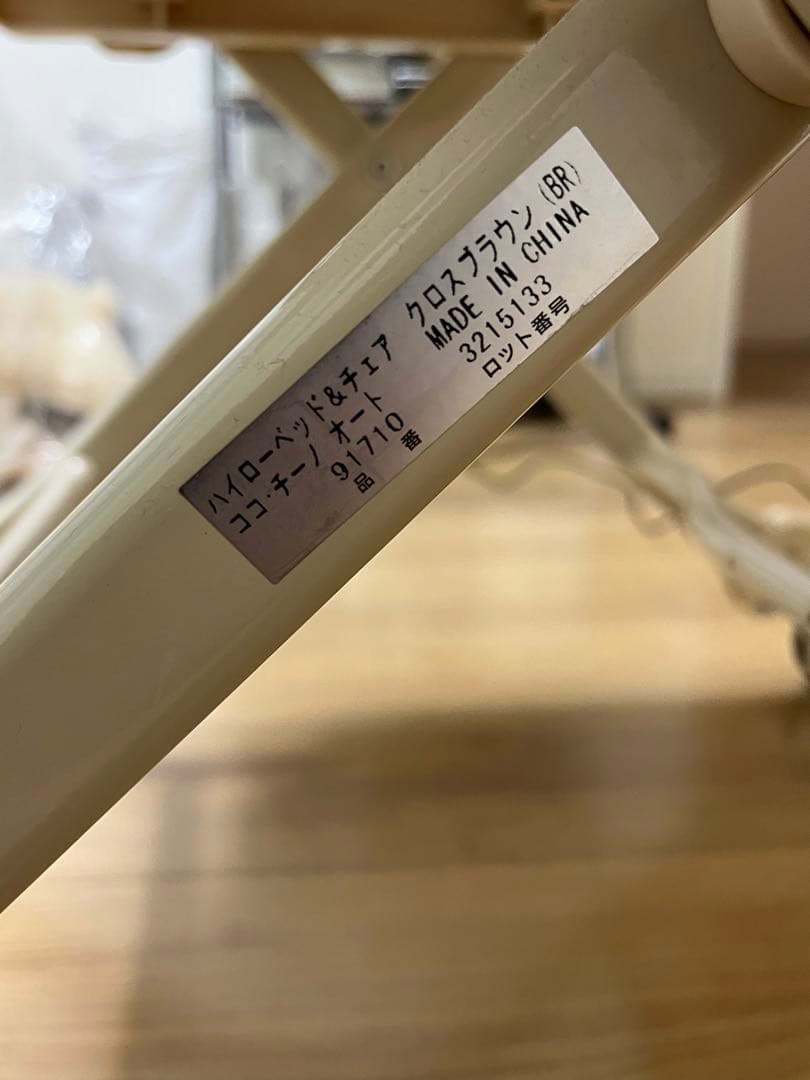 ハイローベッド&チェア クロスブラウン(BR)
ココ・チーノ オート MADE IN CHINA
91710 3215133
品 番 ロット番号